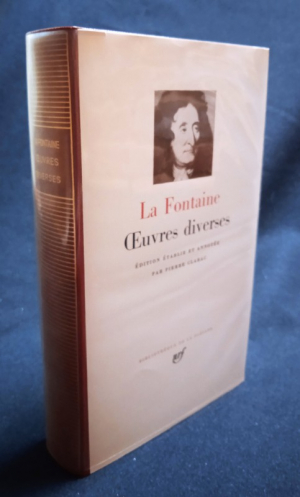 La Fontaine
Œuvres diverses
ÉDITION ÉTABLIE ET ANNOTÉE
PAR PIERRE CLARAC
BIBLIOTHÈQUE DE LA PLÉIADE
nrf
LA FONTAINE
ŒUVRES
DIVERSES